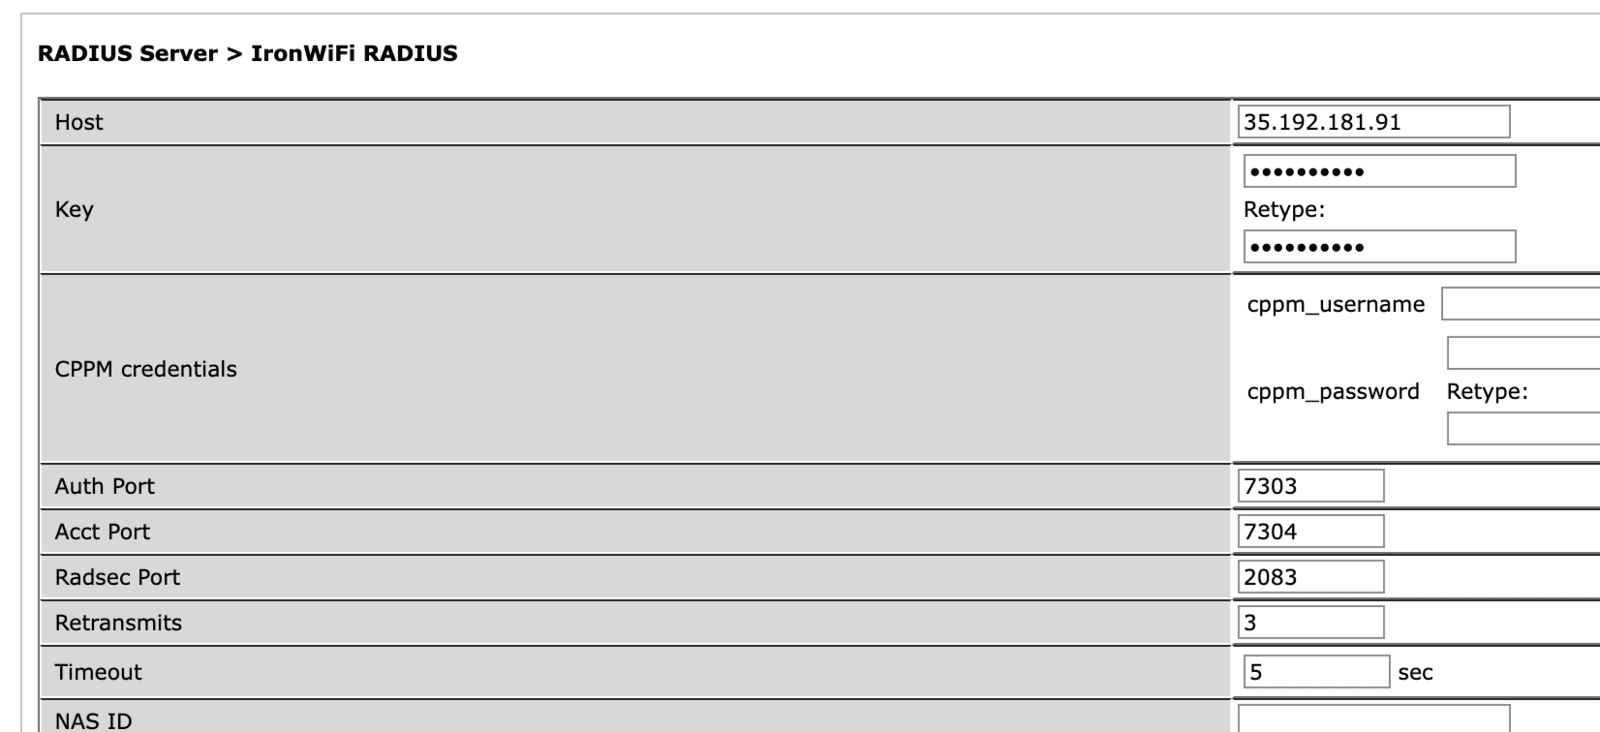 RADIUS Server > IronWiFi RADIUS
Host 35.192.181.91
Key ••••••••••
Retype:
••••••••••
CPPM credentials
cppm_username
cppm_password Retype:
Auth Port 7303
Acct Port 7304
Radsec Port 2083
Retransmits 3
Timeout 5 sec
NAS ID